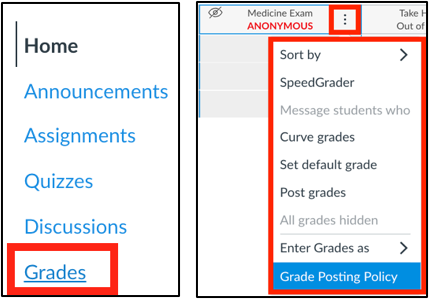 Home
Announcements
Assignments
Quizzes
Discussions
Grades
Medicine Exam
ANONYMOUS
Take H
Out of
Sort by
SpeedGrader
Message students who
Curve grades
Set default grade
Post grades
All grades hidden
Enter Grades as
Grade Posting Policy